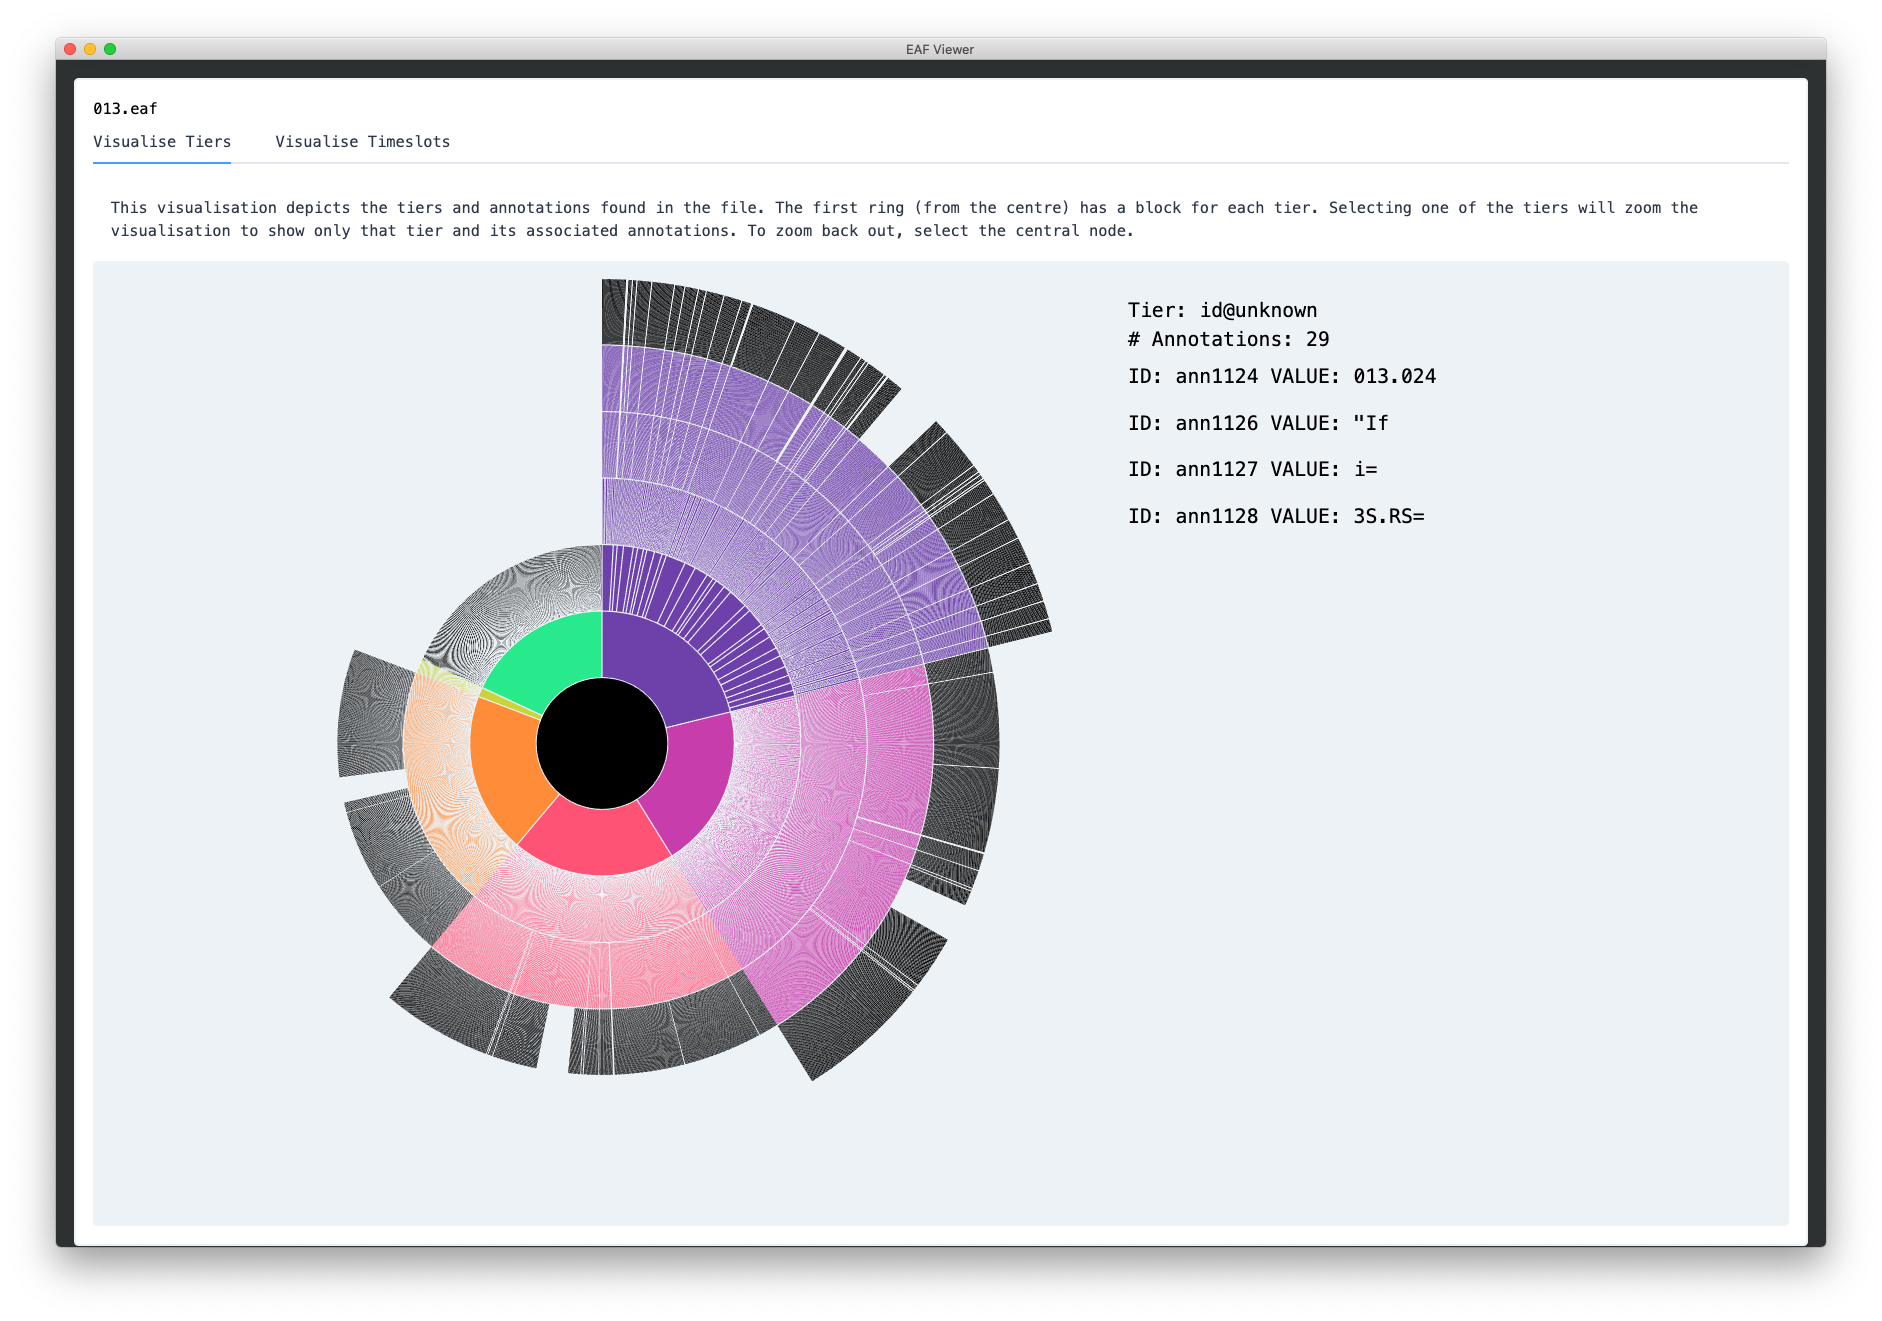 EAF Viewer
013.eaf
Visualise Tiers Visualise Timeslots
This visualisation depicts the tiers and annotations found in the file. The first ring (from the centre) has a block for each tier. Selecting one of the tiers will zoom the
visualisation to show only that tier and its associated annotations. To zoom back out, select the central node.
Tier: id@unknown
# Annotations: 29
ID: ann1124 VALUE: 013.024
ID: ann1126 VALUE: "If
ID: ann1127 VALUE: i=
ID: ann1128 VALUE: 3S.RS=